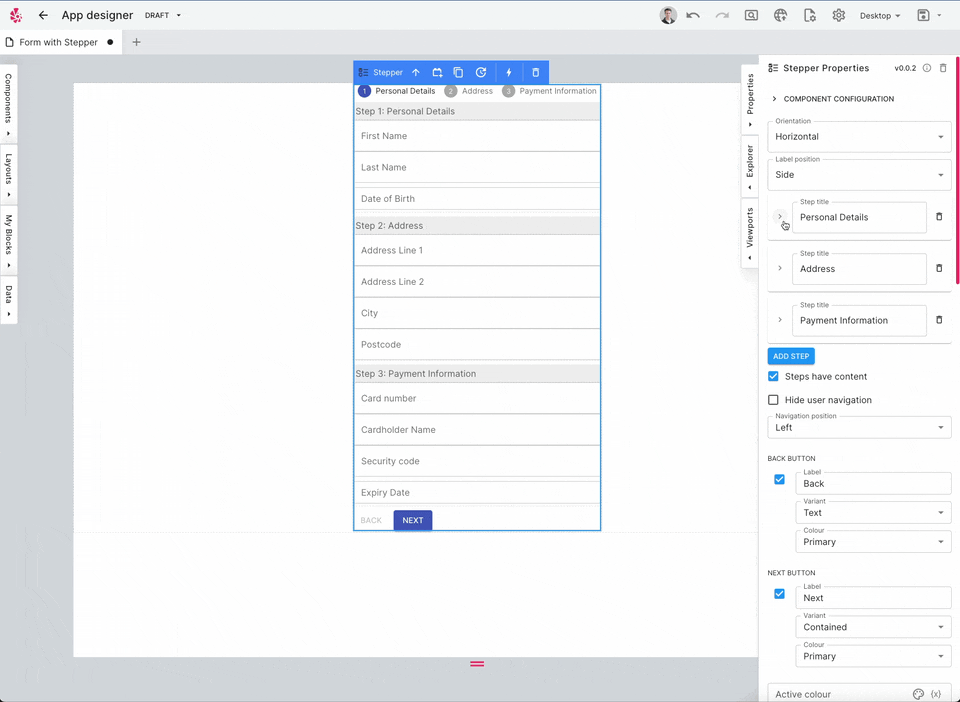 App designer
DRAFT
Desktop
Form with Stepper
Components
Layouts
My Blocks
Data
Stepper
1 Personal Details 2 Address 3 Payment Information
Step 1: Personal Details
First Name
Last Name
Date of Birth
Step 2: Address
Address Line 1
Address Line 2
City
Postcode
Step 3: Payment Information
Card number
Cardholder Name
Security code
Expiry Date
BACK NEXT
Properties
Explorer
Viewports
Stepper Properties v0.0.2
COMPONENT CONFIGURATION
Orientation
Horizontal
Label position
Side
Step title
Personal Details
Step title
Address
Step title
Payment Information
ADD STEP
Steps have content
Hide user navigation
Navigation position
Left
BACK BUTTON
Label
Back
Variant
Text
Colour
Primary
NEXT BUTTON
Label
Next
Variant
Contained
Colour
Primary
Active colour {x}